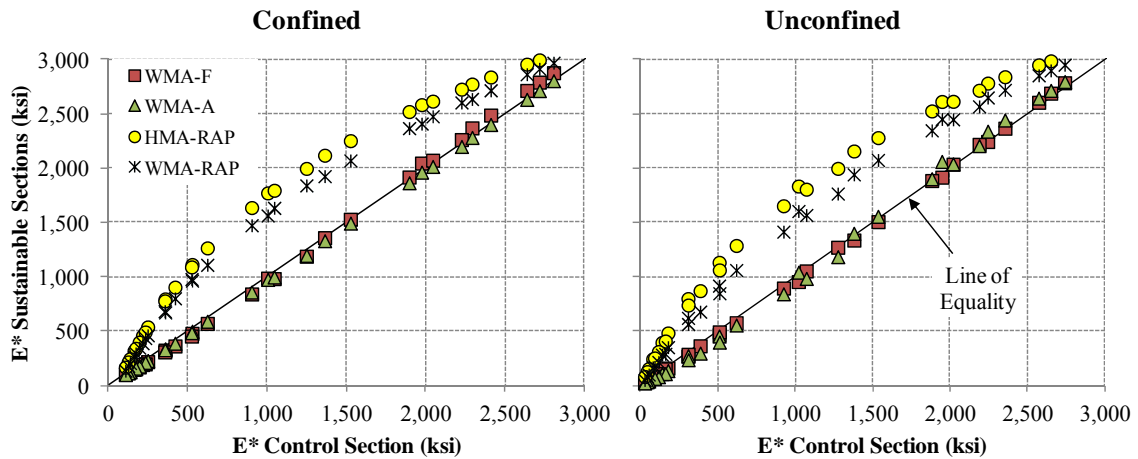 Confined
Unconfined
E* Sustainable Sections (ksi)
3,000
2,500
2,000
1,500
1,000
500
0
WMA-F
WMA-A
HMA-RAP
WMA-RAP
0 500 1,000 1,500 2,000 2,500 3,000
E* Control Section (ksi)
Line of
Equality
0 500 1,000 1,500 2,000 2,500 3,000
E* Control Section (ksi)